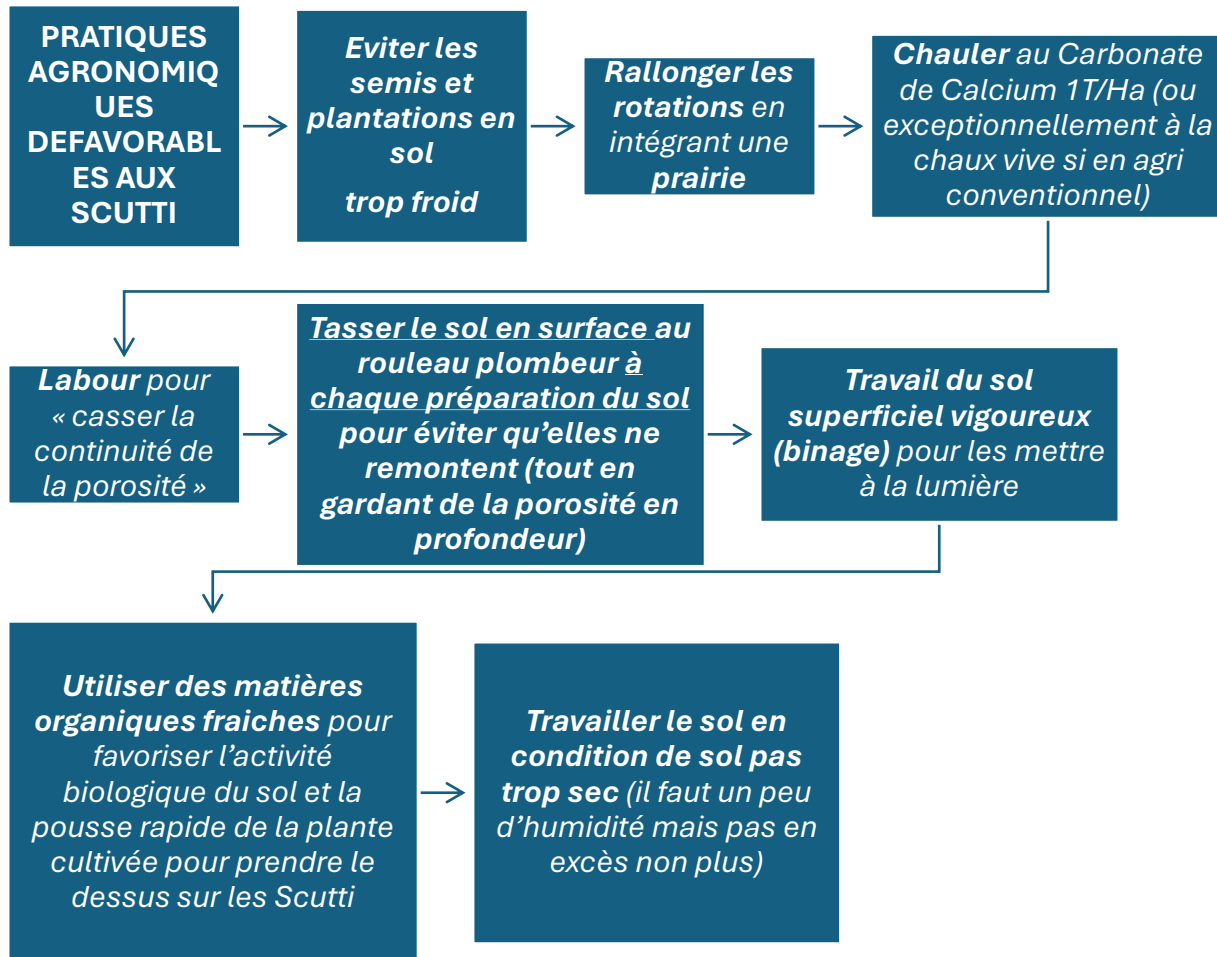 PRATIQUES
AGRONOMIQ
UES
DEFAVORABL
ES AUX
SCUTTI
Eviter les
semis et
plantations en
sol
trop froid
Rallonger les
rotations en
intégrant une
prairie
Chauler au Carbonate
de Calcium 1T/Ha (ou
exceptionnellement à la
chaux vive si en agri
conventionnel)
Labour pour
« casser la
continuité de
la porosité »
Tasser le sol en surface au
rouleau plombeur à
chaque préparation du sol
pour éviter qu’elles ne
remontent (tout en
gardant de la porosité en
profondeur)
Travail du sol
superficiel vigoureux
(binage) pour les mettre
à la lumière
Utiliser des matières
organiques fraiches pour
favoriser l’activité
biologique du sol et la
pousse rapide de la plante
cultivée pour prendre le
dessus sur les Scutti
Travailler le sol en
condition de sol pas
trop sec (il faut un peu
d’humidité mais pas en
excès non plus)